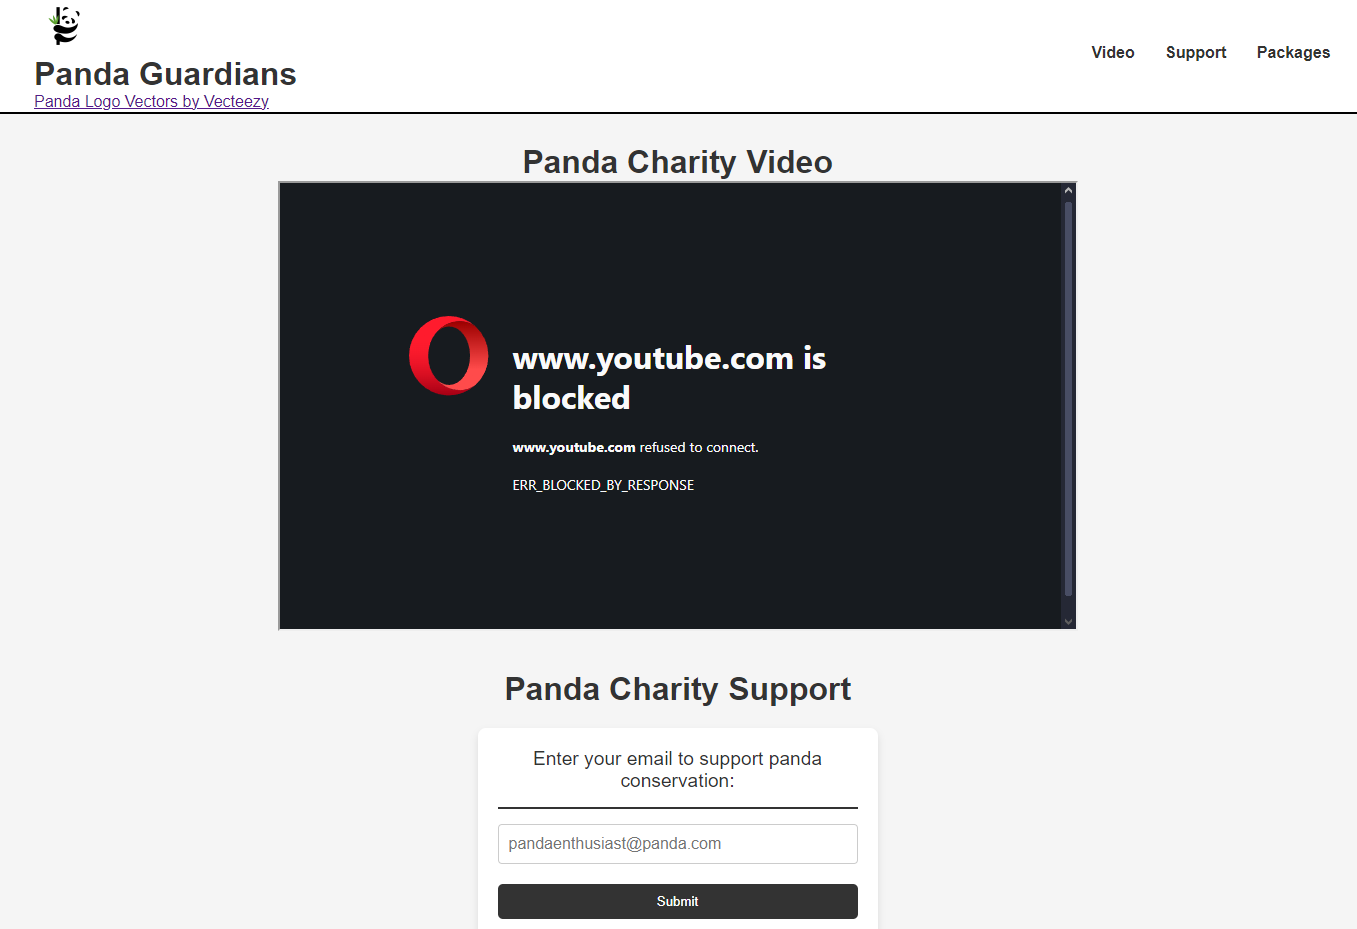 Panda Guardians
Panda Logo Vectors by Vecteezy
Video Support Packages
Panda Charity Video
www.youtube.com is
blocked
www.youtube.com refused to connect.
ERR_BLOCKED_BY_RESPONSE
Panda Charity Support
Enter your email to support panda
conservation:
pandaenthusiast@panda.com
Submit